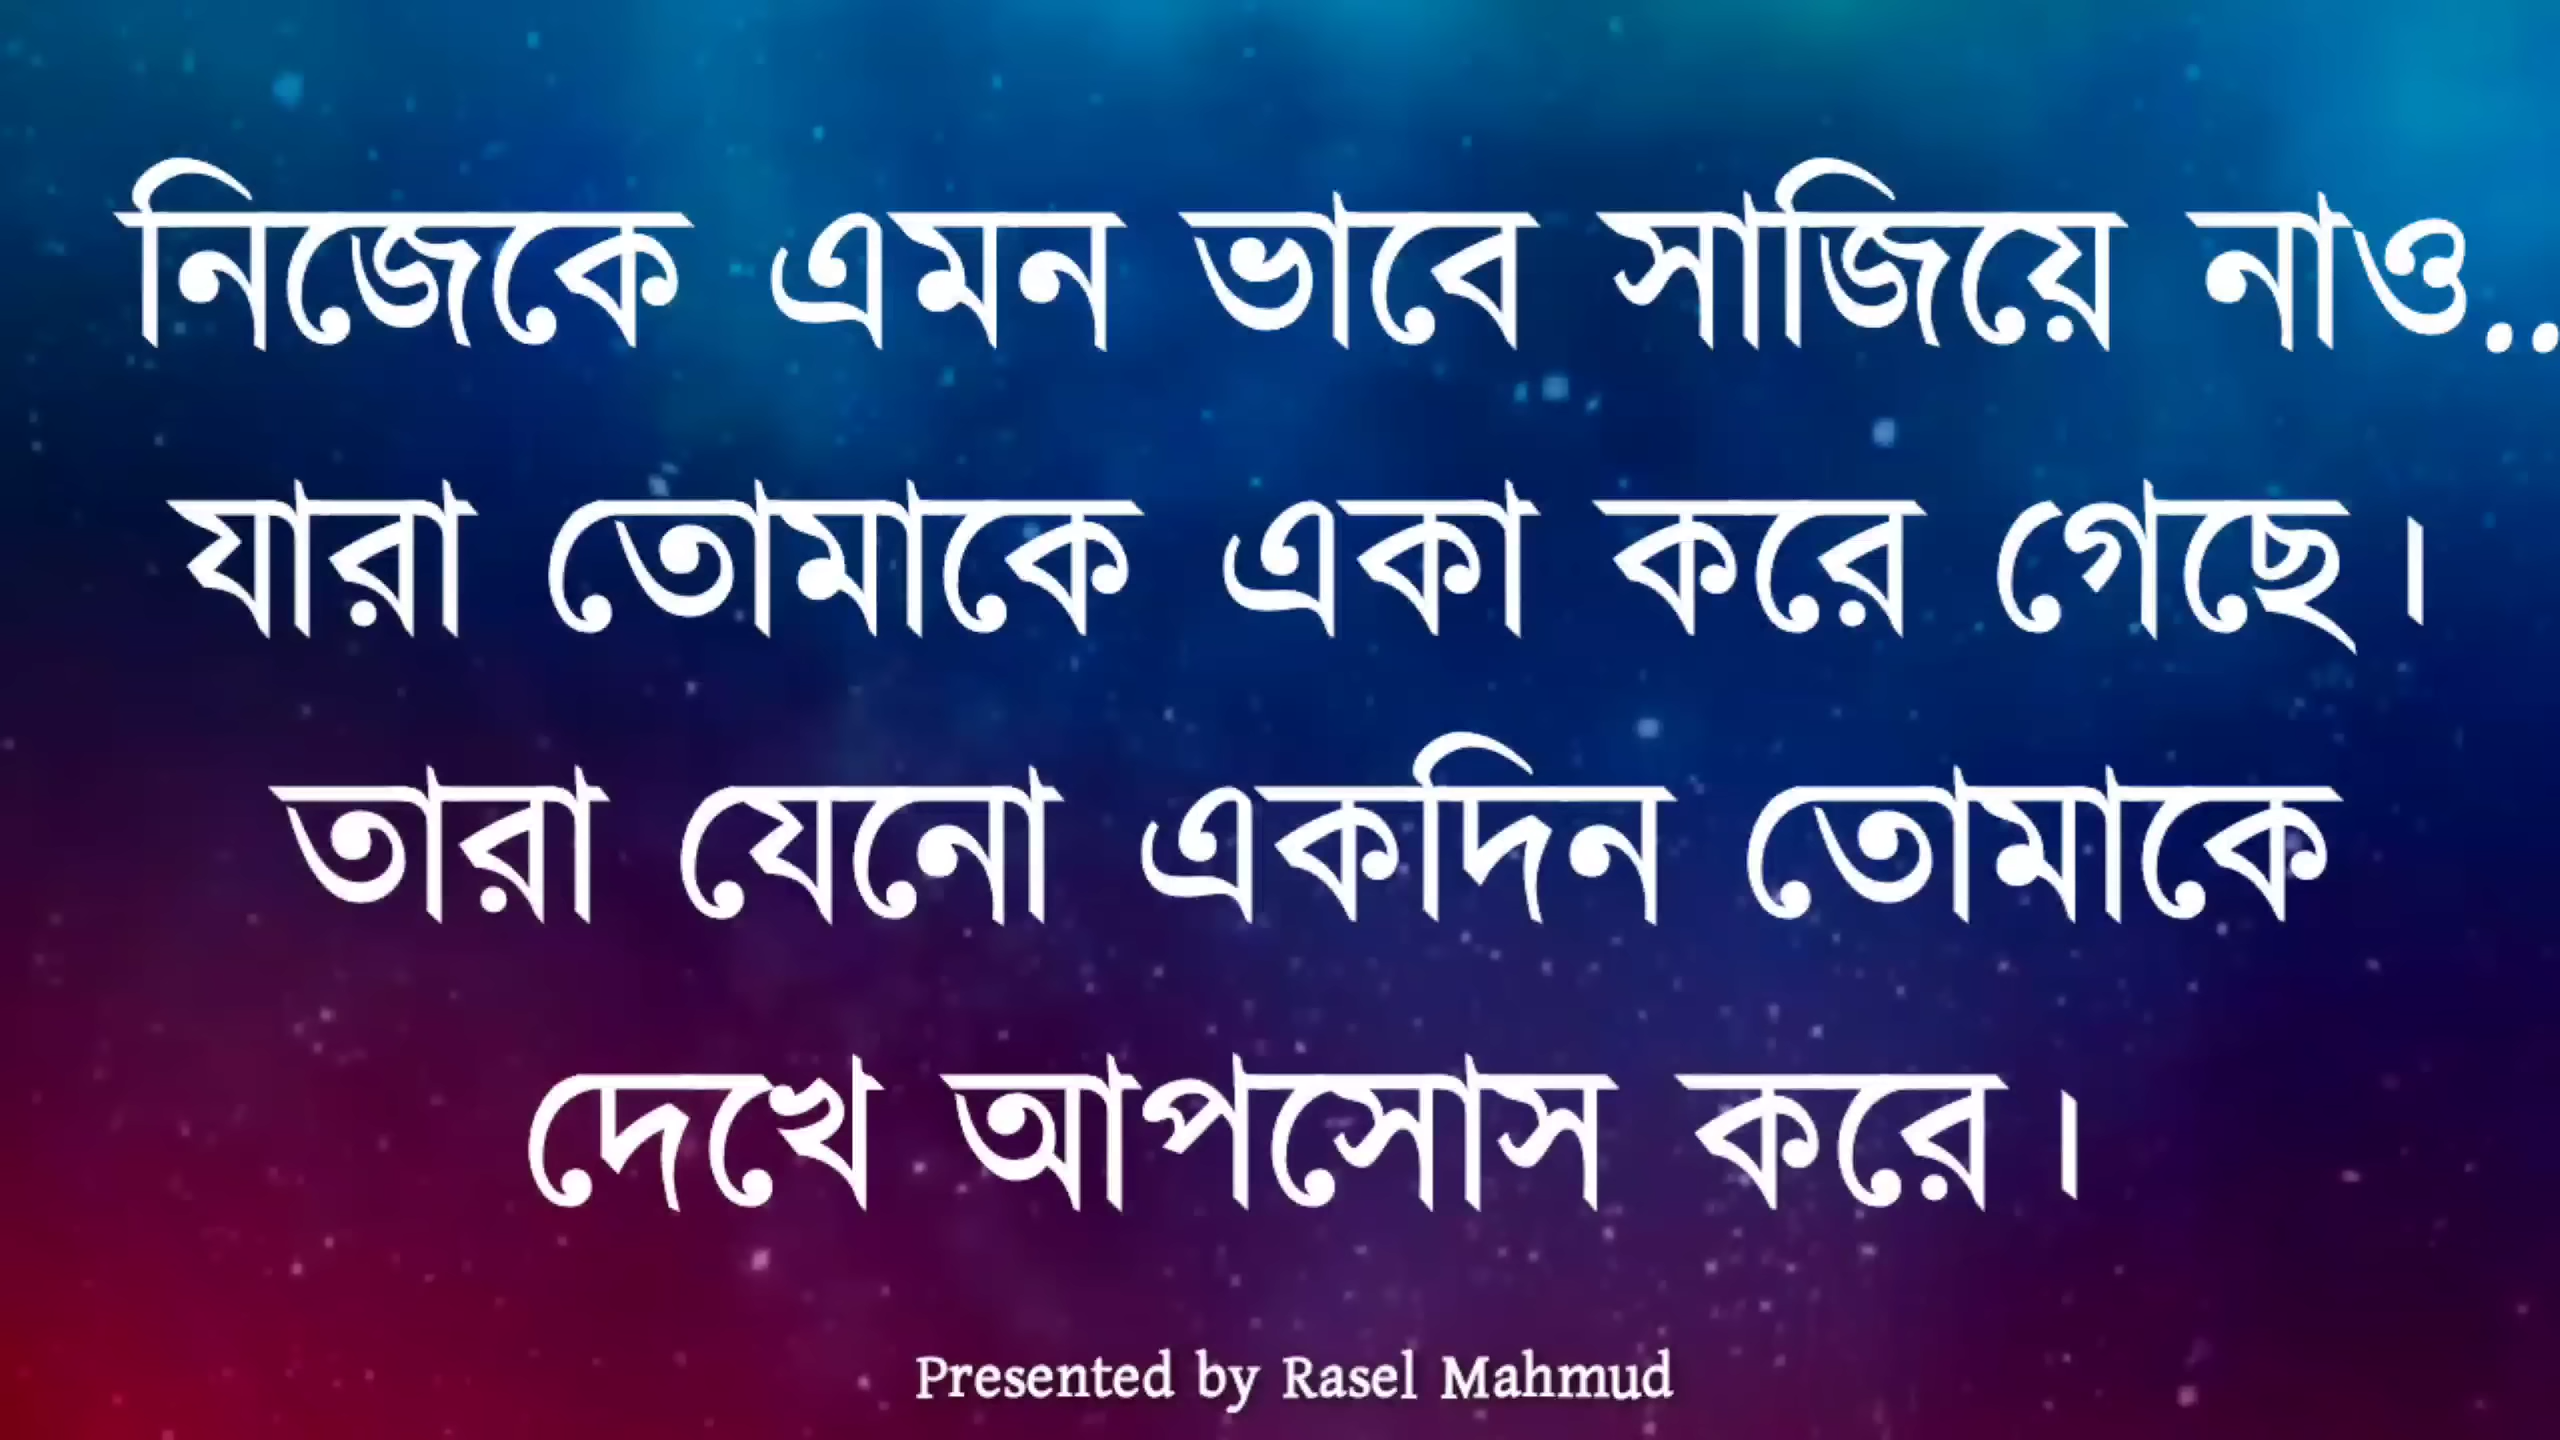 নিজেকে এমন ভাবে সাজিয়ে নাও..
যারা তোমাকে একা করে গেছে।
তারা যেনো একদিন তোমাকে
দেখে আপসোস করে।
Presented by Rasel Mahmud